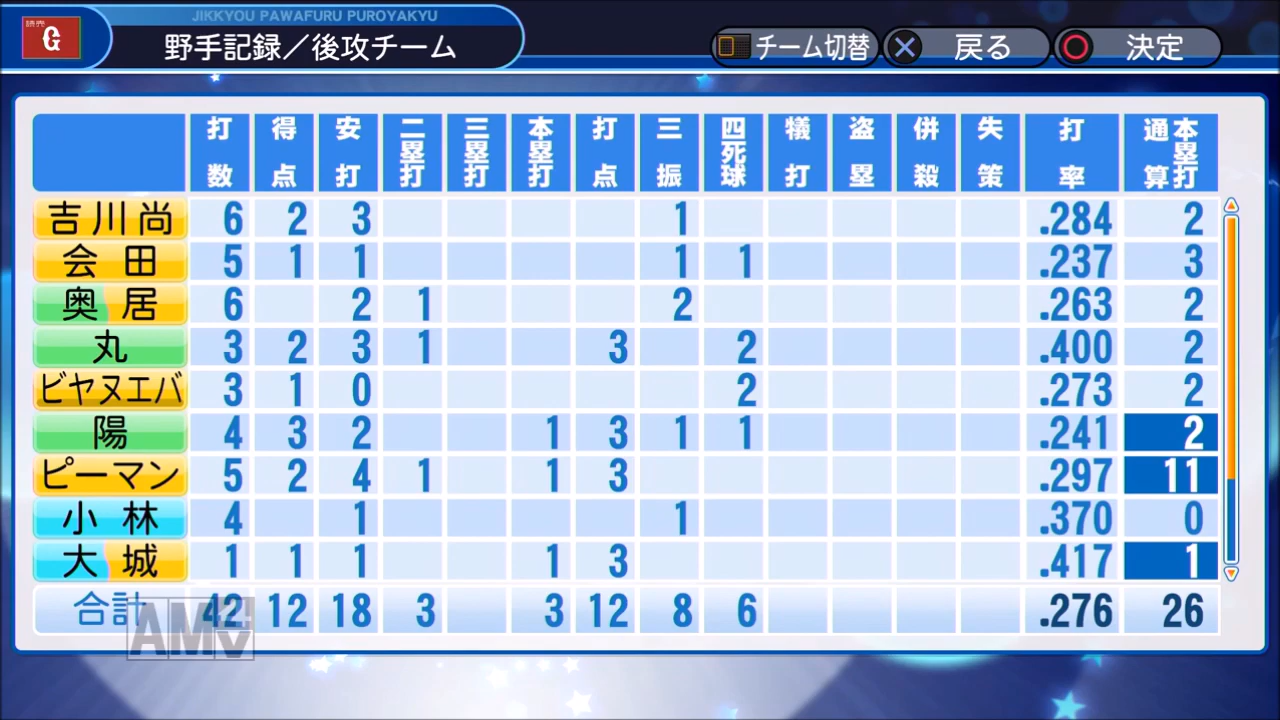 JIKKYOU PAWAFURU PUROYAKYU
読売 G 野手記録／後攻チーム チーム切替 戻る 決定
打数 得点 安打 二塁打 三塁打 本塁打 打点 三振 四死球 犠打 盗塁 併殺 失策 打率 通算本塁打
吉川尚 6 2 3 1 .284 2
会田 5 1 1 1 1 .237 3
奥居 6 2 1 2 .263 2
丸 3 2 3 1 3 2 .400 2
ビヤヌエバ 3 1 0 2 .273 2
陽 4 3 2 1 3 1 1 .241 2
ピーマン 5 2 4 1 1 3 .297 11
小林 4 1 1 .370 0
大城 1 1 1 1 3 .417 1
合計 42 12 18 3 3 12 8 6 .276 26
AMv